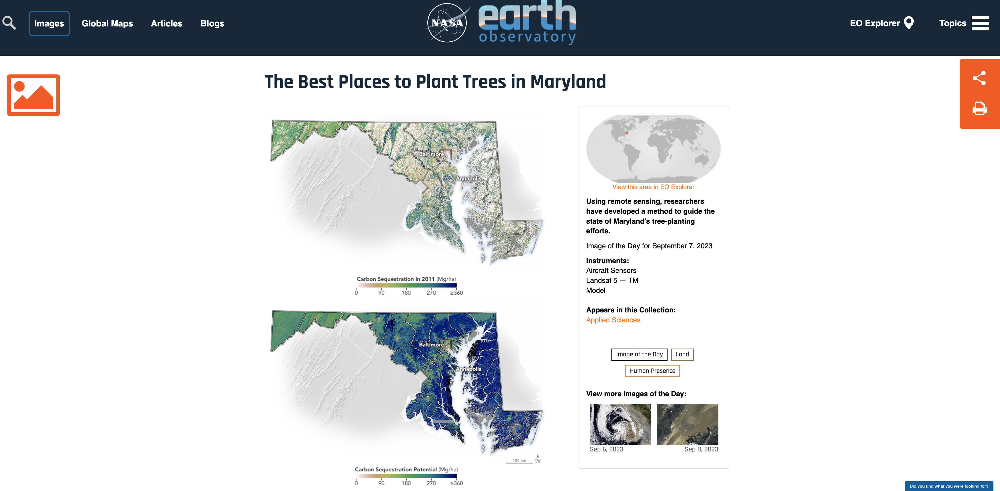 Images
Global Maps
Articles
Blogs
NASA
earth
observatory
EO Explorer
Topics
The Best Places to Plant Trees in Maryland
Baltimore
Annapolis
Carbon Sequestration in 2011 (Mg/ha)
0 90 180 270 ≥360
Baltimore
Annapolis
150 km
N
Carbon Sequestration Potential (Mg/ha)
0 90 180 270 ≥360
View this area in EO Explorer
Using remote sensing, researchers
have developed a method to guide the
state of Maryland’s tree-planting
efforts.
Image of the Day for September 7, 2023
Instruments:
Aircraft Sensors
Landsat 5 — TM
Model
Appears in this Collection:
Applied Sciences
Image of the Day
Land
Human Presence
View more Images of the Day:
Sep 6, 2023
Sep 8, 2023
Did you find what you were looking for?